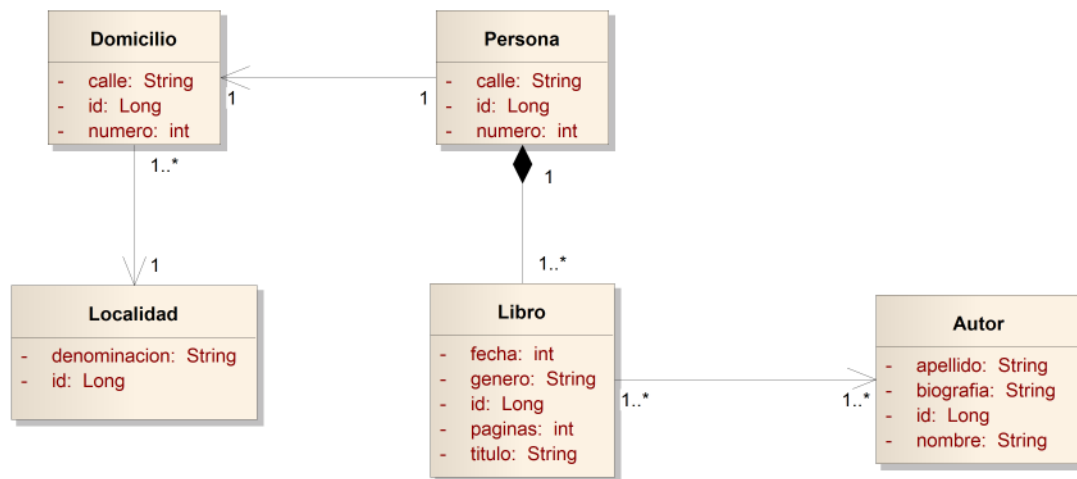 Domicilio
- calle: String
- id: Long
- numero: int
Persona
- calle: String
- id: Long
- numero: int
1
1
1..*
1
1
1..*
Localidad
- denominacion: String
- id: Long
Libro
- fecha: int
- genero: String
- id: Long
- paginas: int
- titulo: String
1..*
1..*
Autor
- apellido: String
- biografia: String
- id: Long
- nombre: String